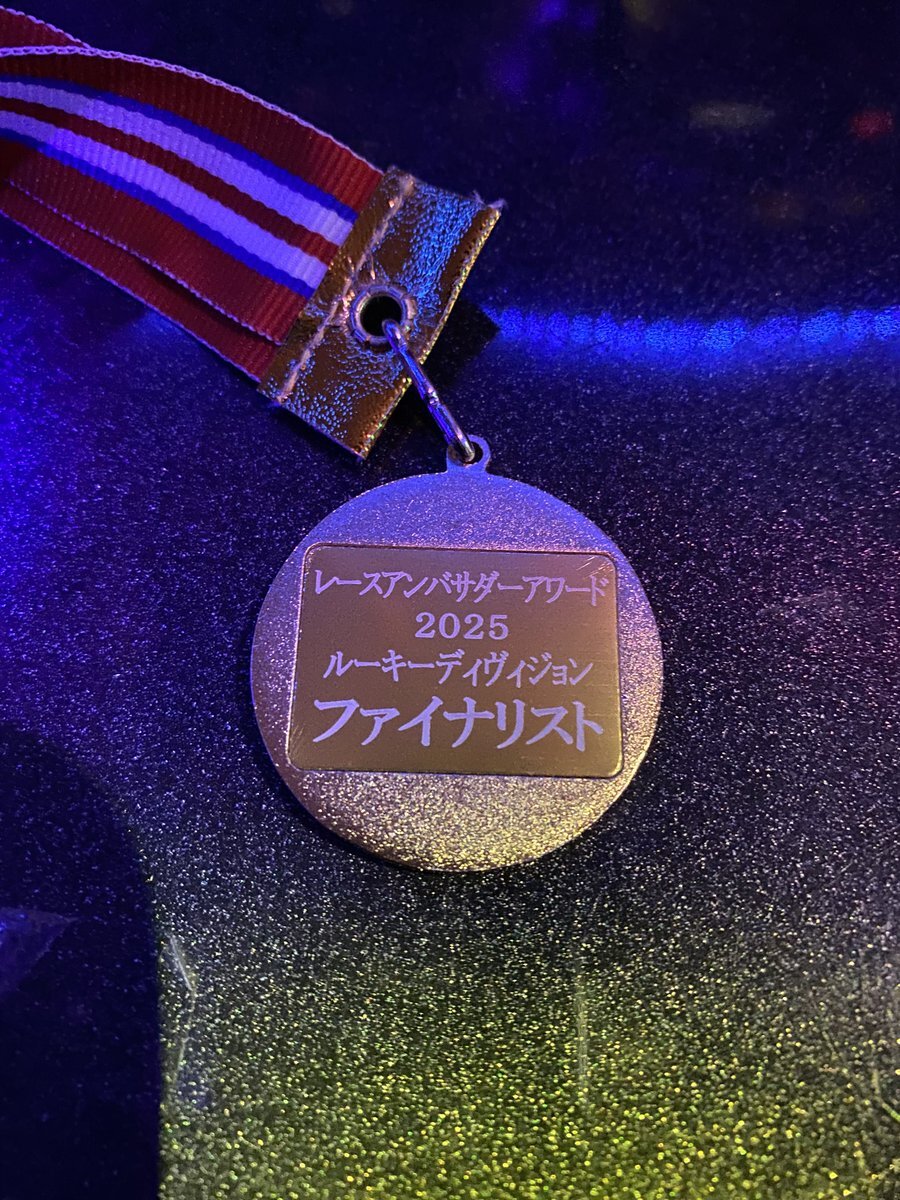 レースアンバサダーアワード
2025
ルーキーディヴィジョン
ファイナリスト